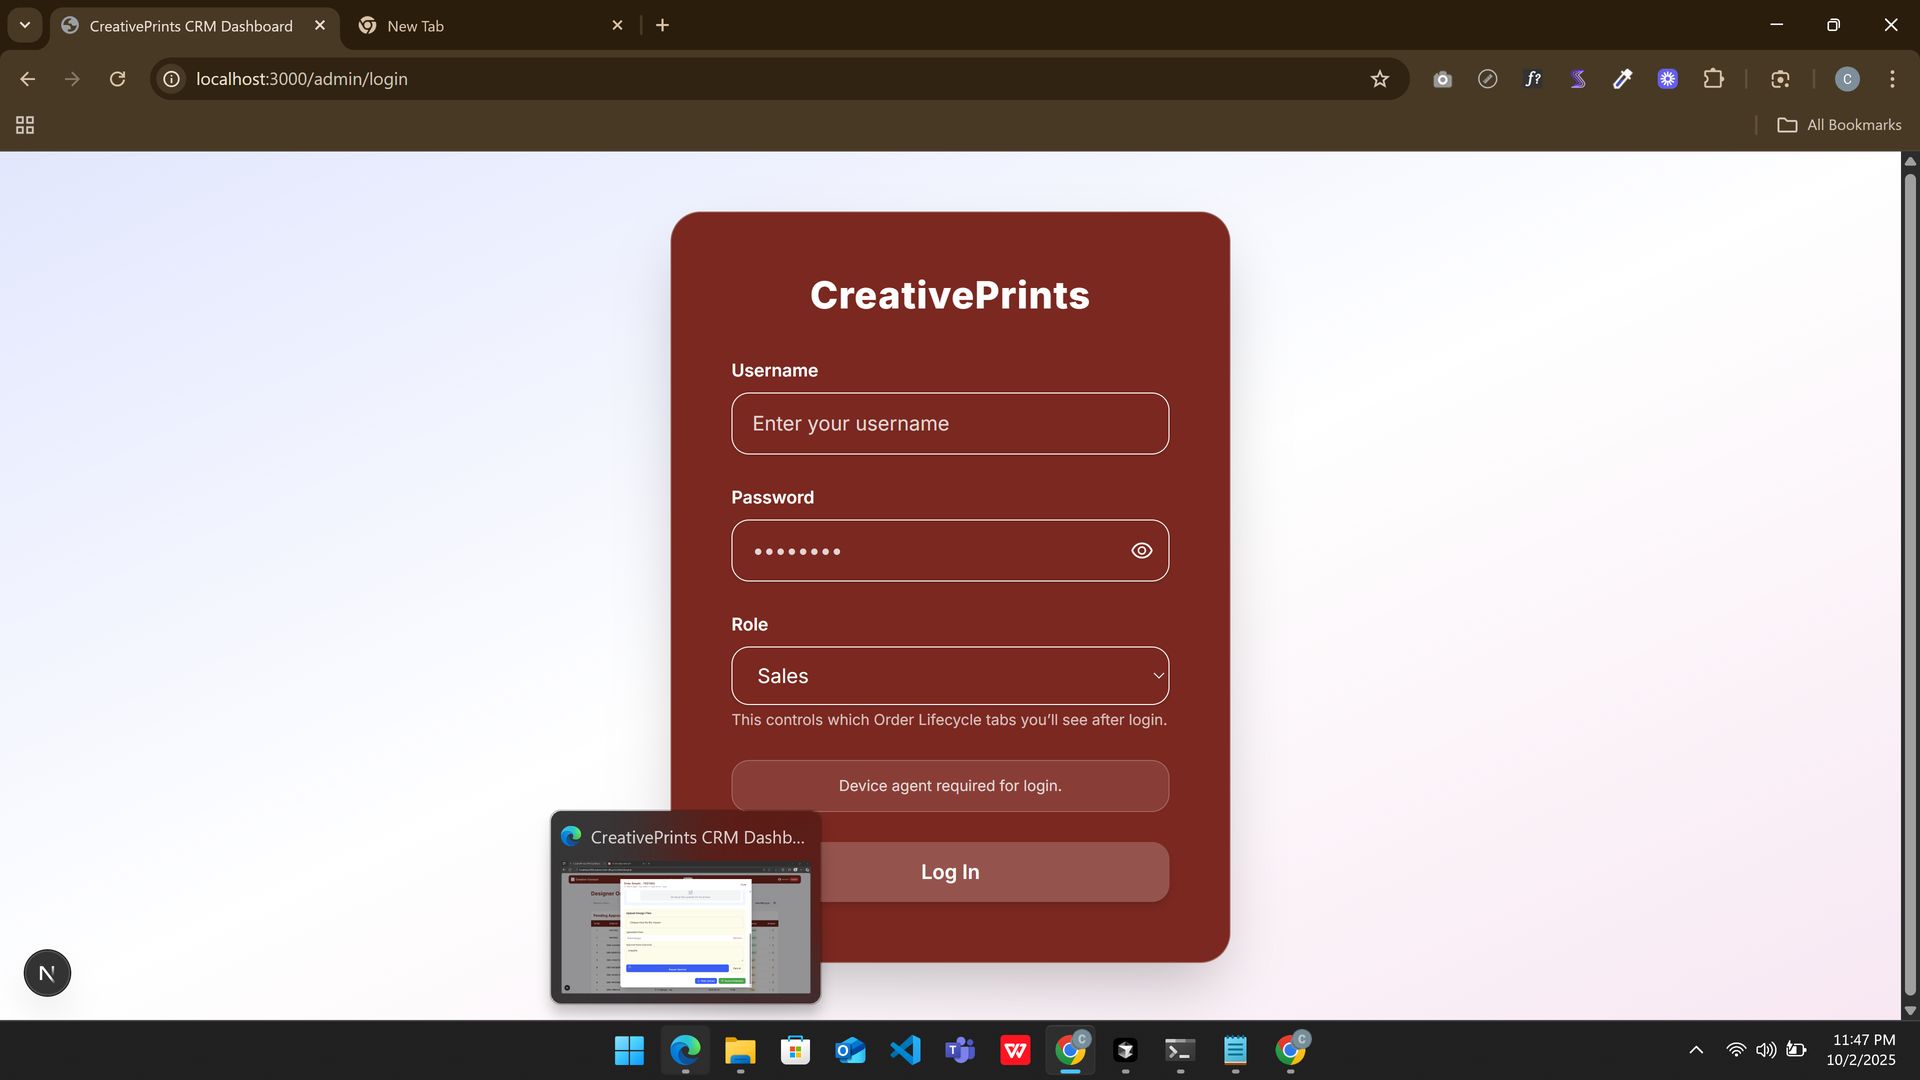 CreativePrints CRM Dashboard
New Tab
localhost:3000/admin/login
f?
C
All Bookmarks
CreativePrints
Username
Enter your username
Password
••••••••
Role
Sales
This controls which Order Lifecycle tabs you’ll see after login.
Device agent required for login.
CreativePrints CRM Dashb...
Log In
N
C
C
11:47 PM
10/2/2025